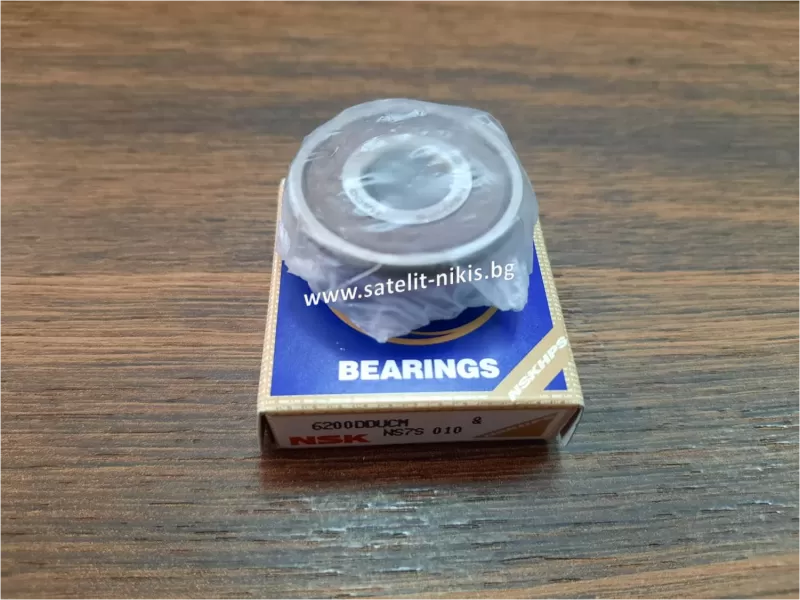 www.satelit-nikis.bg
BEARINGS
NSKHPS
6200DDUCM &
NSK NS7S 010